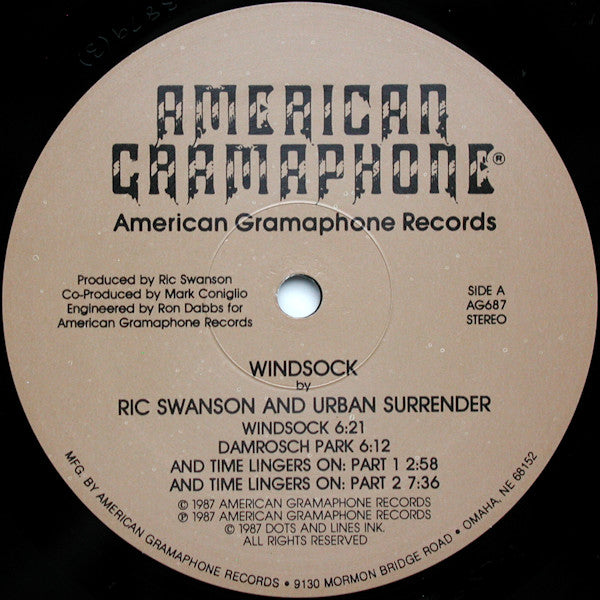 AMERICAN
GRAMAPHONE®
American Gramaphone Records
Produced by Ric Swanson
Co-Produced by Mark Coniglio
Engineered by Ron Dabbs for
American Gramaphone Records
SIDE A
AG687
STEREO
WINDSOCK
by
RIC SWANSON AND URBAN SURRENDER
WINDSOCK 6:21
DAMROSCH PARK 6:12
AND TIME LINGERS ON: PART 1 2:58
AND TIME LINGERS ON: PART 2 7:36
© 1987 AMERICAN GRAMAPHONE RECORDS
℗ 1987 AMERICAN GRAMAPHONE RECORDS
© 1987 DOTS AND LINES INK.
ALL RIGHTS RESERVED
MFG. BY AMERICAN GRAMAPHONE RECORDS • 9130 MORMON BRIDGE ROAD • OMAHA, NE 68152